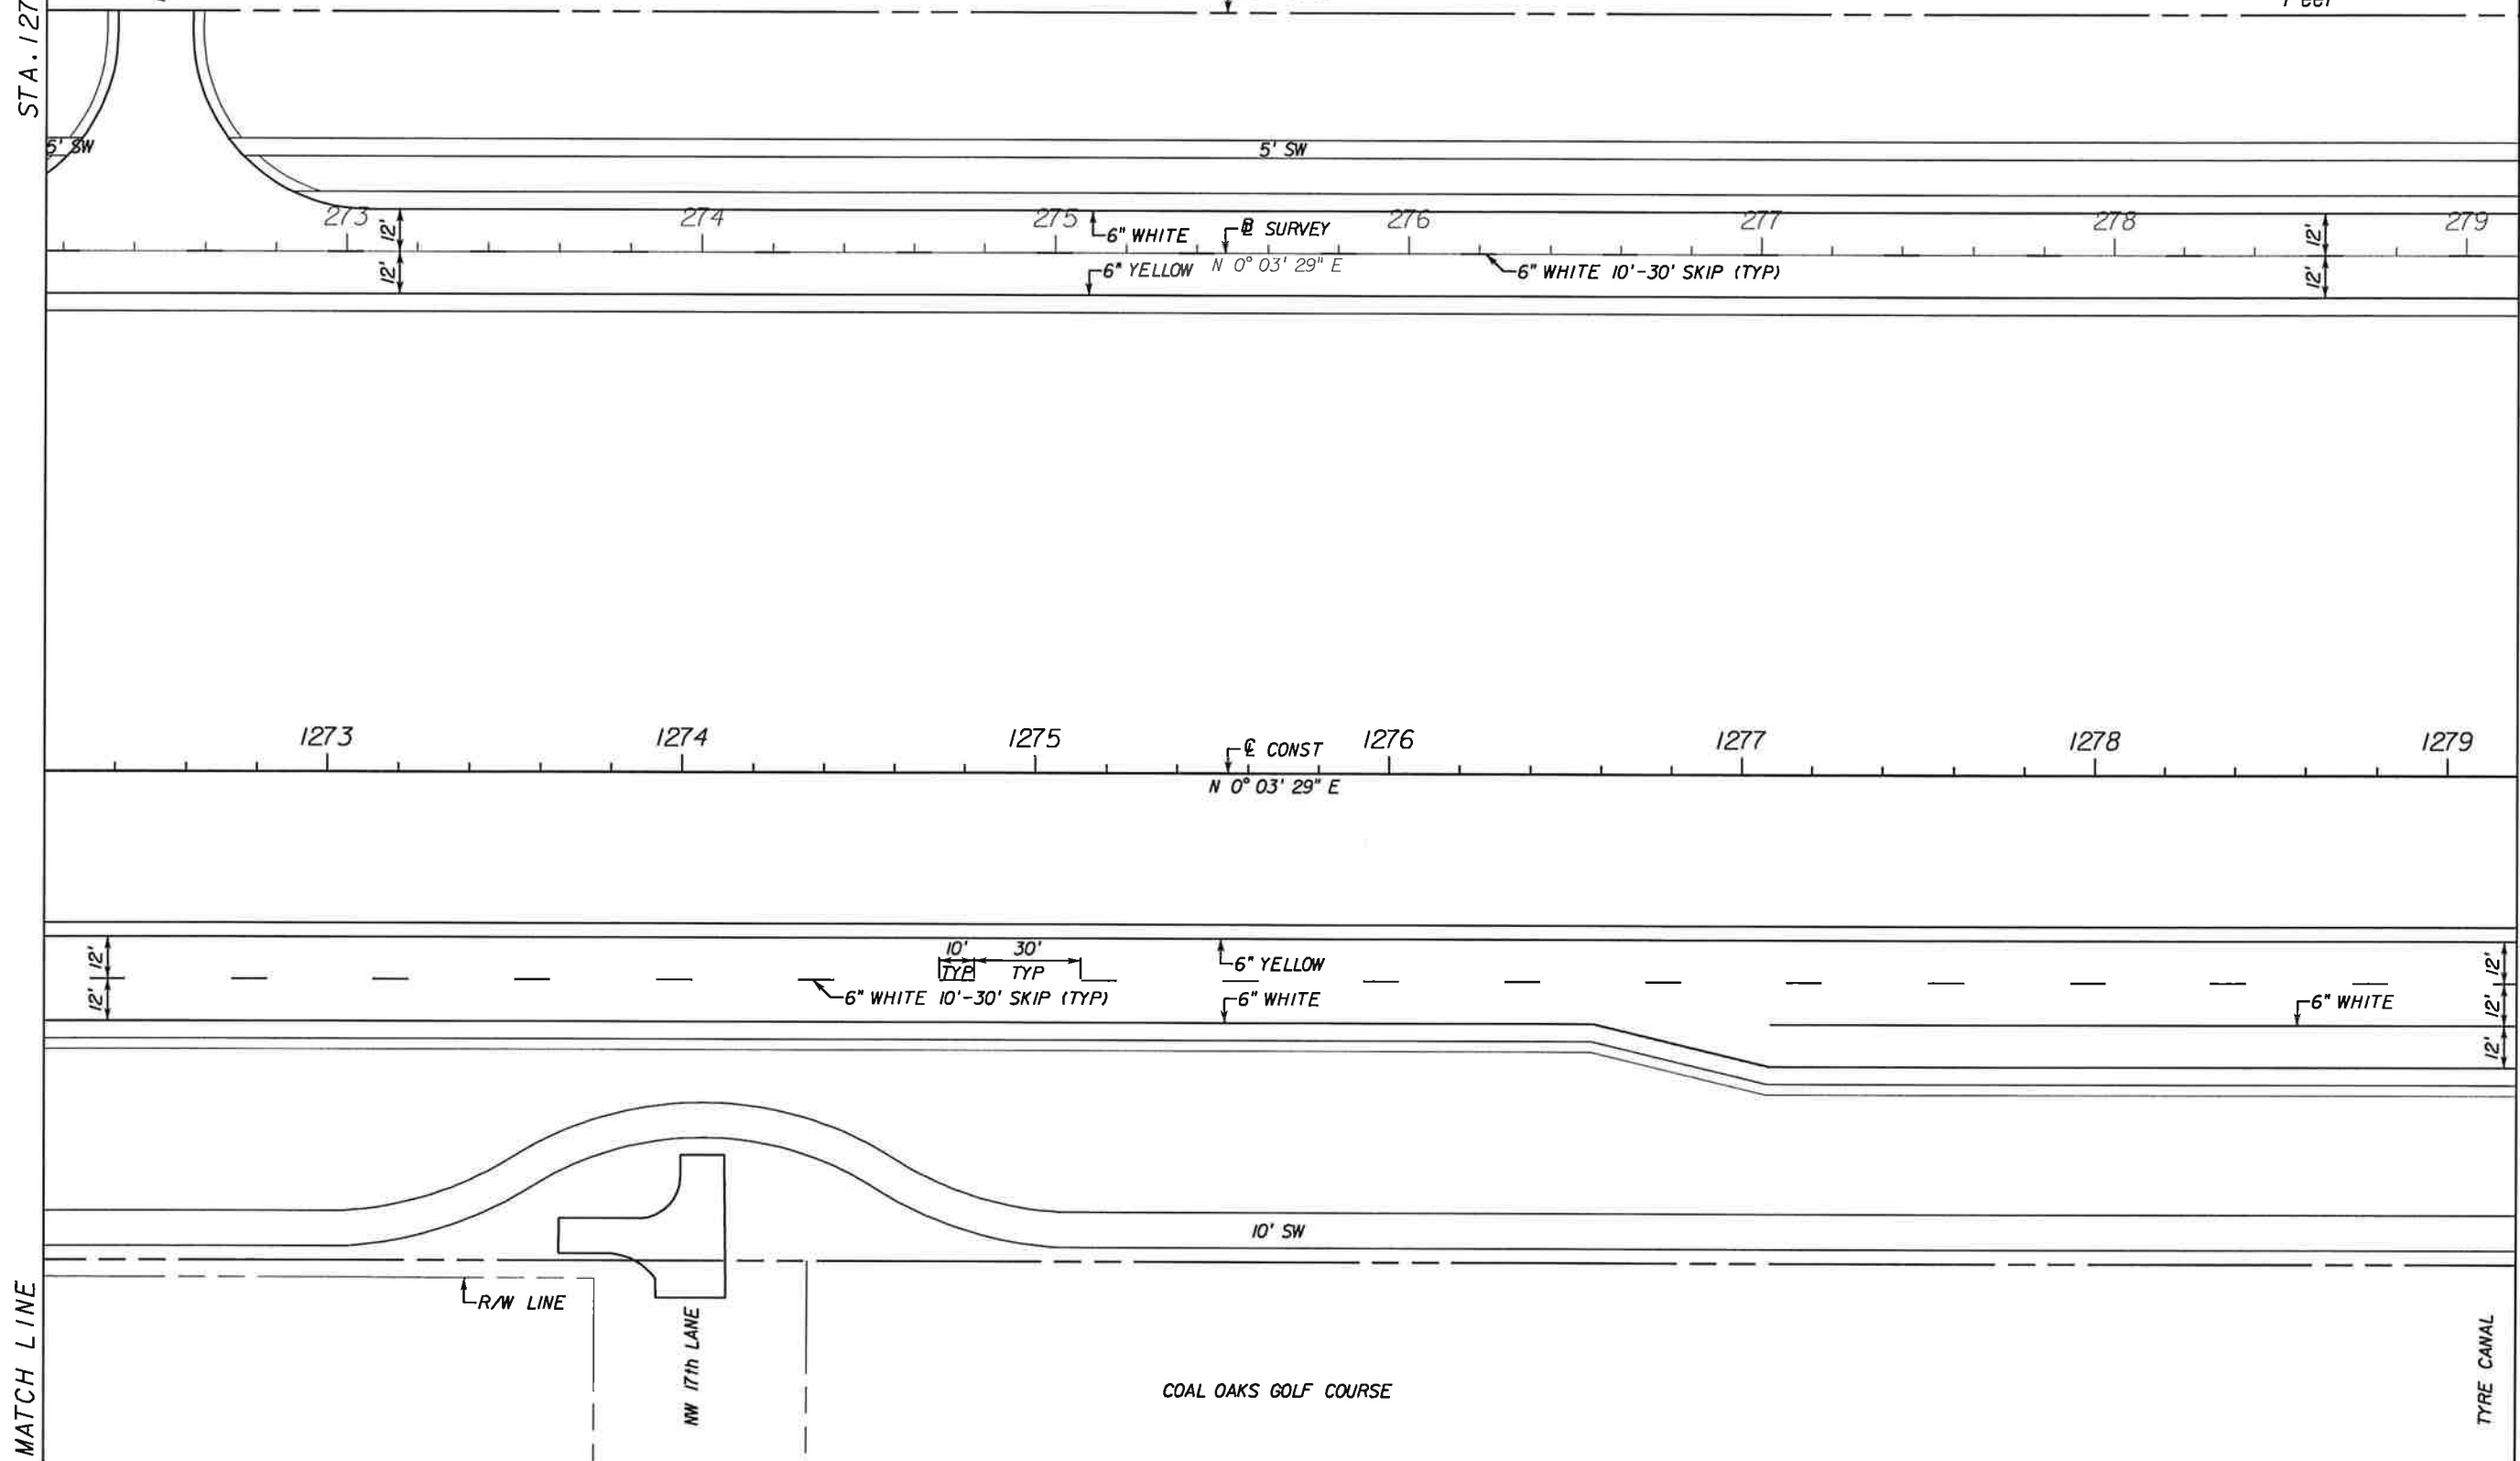 STA. 127
5' SW
5' SW
273 274 275 276 277 278 279
12' 12'
6" WHITE
℄ SURVEY
12' 12'
6" YELLOW
N 0° 03' 29" E
6" WHITE 10'-30' SKIP (TYP)
1273 1274 1275 1276 1277 1278 1279
℄ CONST
N 0° 03' 29" E
12' 12'
10' 30'
TYP TYP
6" YELLOW
12' 12'
6" WHITE 10'-30' SKIP (TYP)
6" WHITE
6" WHITE
12'
10' SW
R/W LINE
MATCH LINE
NW 17th LANE
COAL OAKS GOLF COURSE
TYRE CANAL